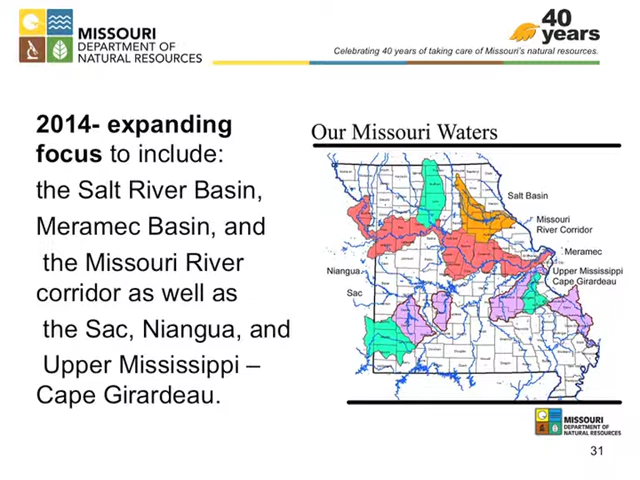 MISSOURI
DEPARTMENT OF
NATURAL RESOURCES
40
years
Celebrating 40 years of taking care of Missouri's natural resources.
2014- expanding
focus to include:
the Salt River Basin,
Meramec Basin, and
the Missouri River
corridor as well as
the Sac, Niangua, and
Upper Mississippi –
Cape Girardeau.
Our Missouri Waters
Salt Basin
Missouri
River Corridor
Meramec
Upper Mississippi
Cape Girardeau
Niangua
Sac
MISSOURI
DEPARTMENT OF
NATURAL RESOURCES
31